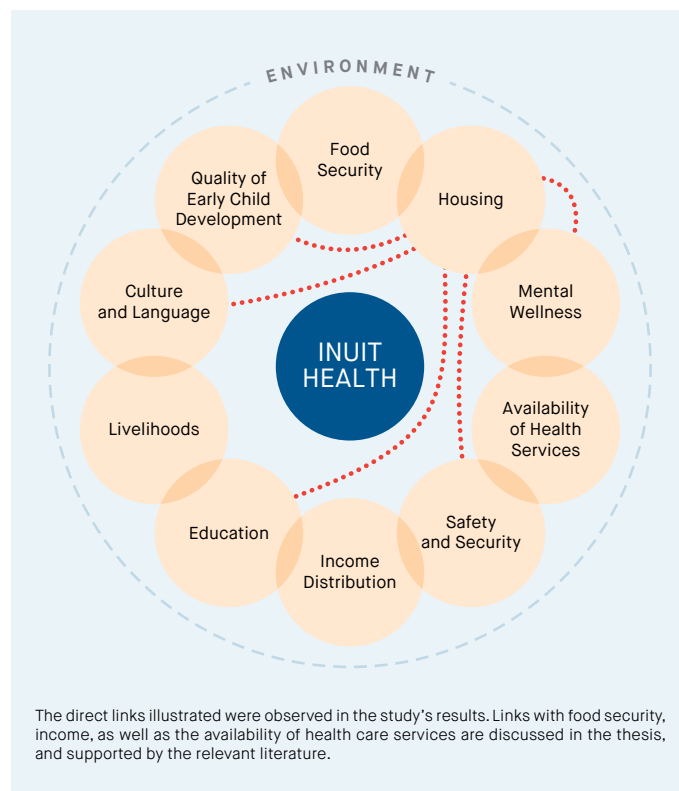 ENVIRONMENT
Food
Security
Quality of
Early Child
Development
Housing
Culture
and Language
Mental
Wellness
INUIT
HEALTH
Livelihoods
Availability
of Health
Services
Education
Safety
and Security
Income
Distribution
The direct links illustrated were observed in the study's results. Links with food security,
income, as well as the availability of health care services are discussed in the thesis,
and supported by the relevant literature.